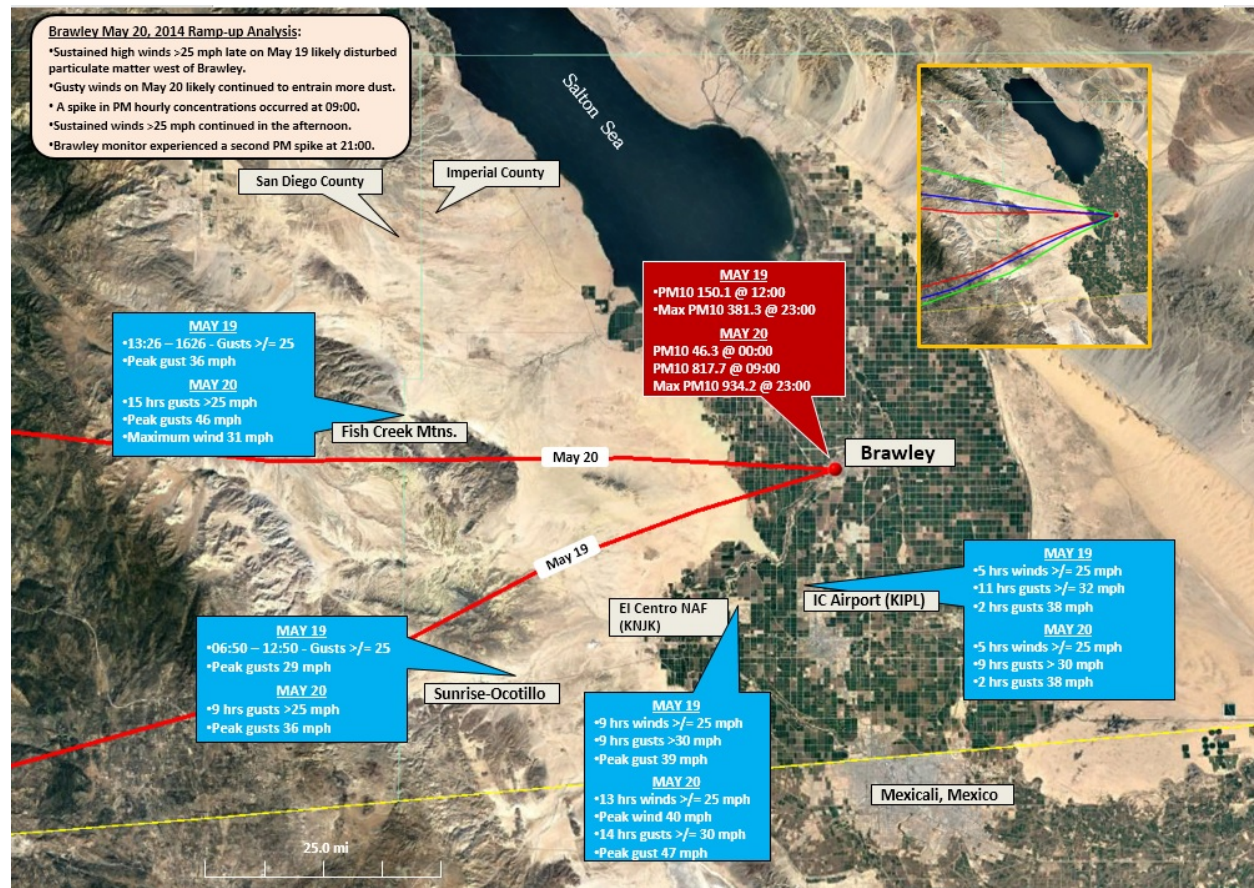 Brawley May 20, 2014 Ramp-up Analysis:
•Sustained high winds >25 mph late on May 19 likely disturbed
particulate matter west of Brawley.
•Gusty winds on May 20 likely continued to entrain more dust.
• A spike in PM hourly concentrations occurred at 09:00.
•Sustained winds >25 mph continued in the afternoon.
•Brawley monitor experienced a second PM spike at 21:00.
Salton Sea
San Diego County
Imperial County
MAY 19
•PM10 150.1 @ 12:00
•Max PM10 381.3 @ 23:00
MAY 20
PM10 46.3 @ 00:00
PM10 817.7 @ 09:00
Max PM10 934.2 @ 23:00
MAY 19
•13:26 – 1626 - Gusts >/= 25
•Peak gust 36 mph
MAY 20
•15 hrs gusts >25 mph
•Peak gusts 46 mph
•Maximum wind 31 mph
Fish Creek Mtns.
May 20
Brawley
May 19
MAY 19
•5 hrs winds >/= 25 mph
•11 hrs gusts >/= 32 mph
•2 hrs gusts 38 mph
MAY 20
•5 hrs winds >/= 25 mph
•9 hrs gusts > 30 mph
•2 hrs gusts 38 mph
IC Airport (KIPL)
El Centro NAF
(KNJK)
MAY 19
•06:50 – 12:50 - Gusts >/= 25
•Peak gusts 29 mph
MAY 20
•9 hrs gusts >25 mph
•Peak gusts 36 mph
Sunrise-Ocotillo
MAY 19
•9 hrs winds >/= 25 mph
•9 hrs gusts >30 mph
•Peak gust 39 mph
MAY 20
•13 hrs winds >/= 25 mph
•Peak wind 40 mph
•14 hrs gusts >/= 30 mph
•Peak gust 47 mph
Mexicali, Mexico
25.0 mi